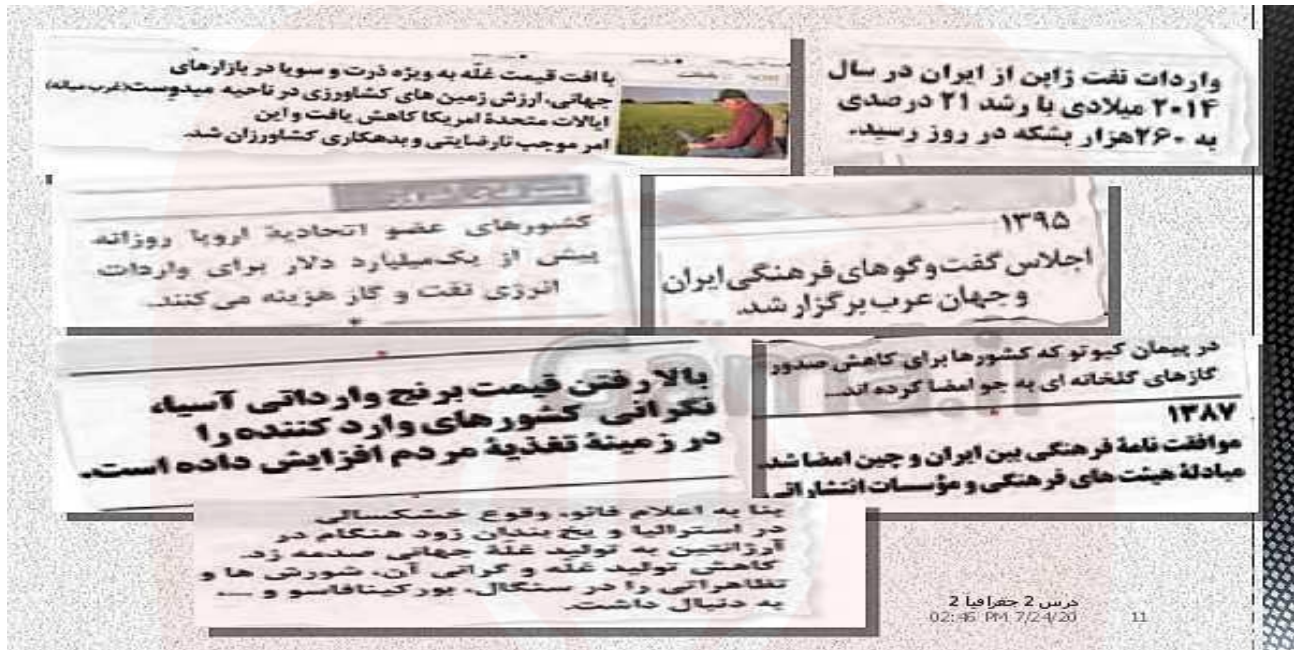 واردات نفت ژاپن از ایران در سال
۲۰۱۴ میلادی با رشد ۲۱ درصدی
به ۲۶۰هزار بشکه در روز رسید.
با افت قیمت غلّه به ویژه ذرت و سویا در بازارهای
جهانی، ارزش زمین های کشاورزی در ناحیه میدوست(غرب میانه)
ایالات متحدهٔ امریکا کاهش یافت و این
امر موجب نارضایتی و بدهکاری کشاورزان شد.
۱۳۹۵
اجلاس گفت‌وگوهای فرهنگی ایران
و جهان عرب برگزار شد.
کشورهای عضو اتحادیهٔ اروپا روزانه
بیش از یک‌میلیارد دلار برای واردات
انرژی نفت و گاز هزینه می‌کنند.
در پیمان کیوتو که کشورها برای کاهش صدور
گازهای گلخانه ای به جو امضا کرده اند...
۱۳۸۷
موافقت نامهٔ فرهنگی بین ایران و چین امضا شد.
مبادلهٔ هیئت های فرهنگی و مؤسسات انتشاراتی
بالا رفتن قیمت برنج وارداتی آسیا،
نگرانی کشورهای وارد کننده را
در زمینهٔ تغذیهٔ مردم افزایش داده است.
بنا به اعلام فائو، وقوع خشکسالی
در استرالیا و یخ بندان زود هنگام در
آرژانتین به تولید غلهٔ جهانی صدمه زد.
کاهش تولید غله و گرانی آن، شورش ها و
تظاهراتی را در سنگال، بورکینافاسو و ...
به دنبال داشت.
Gama.ir
درس 2 جغرافیا 2
02:46 PM 7/24/20
11